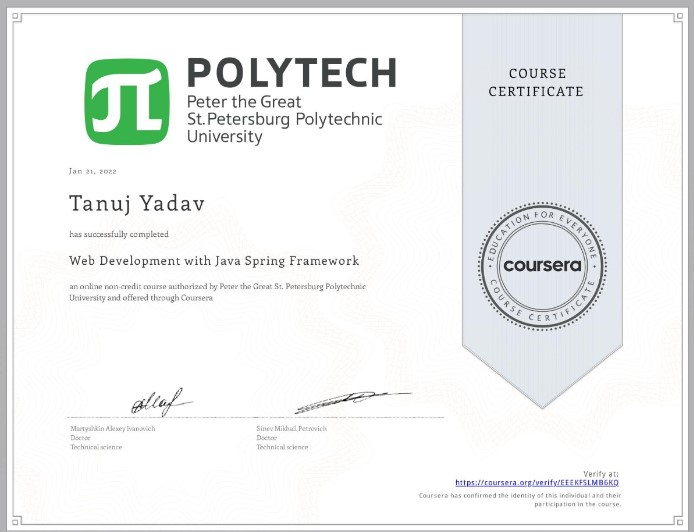 POLYTECH
Peter the Great
St.Petersburg Polytechnic
University
COURSE
CERTIFICATE
Jan 21, 2022
Tanuj Yadav
has successfully completed
Web Development with Java Spring Framework
an online non-credit course authorized by Peter the Great St. Petersburg Polytechnic
University and offered through Coursera
EDUCATION FOR EVERYONE
coursera
COURSE CERTIFICATE
Martyshkin Alexey Ivanovich
Doctor
Technical science
Sinev Mikhail Petrovich
Doctor
Technical science
Verify at:
https://coursera.org/verify/EEEKFSLMB6KQ
Coursera has confirmed the identity of this individual and their
participation in the course.